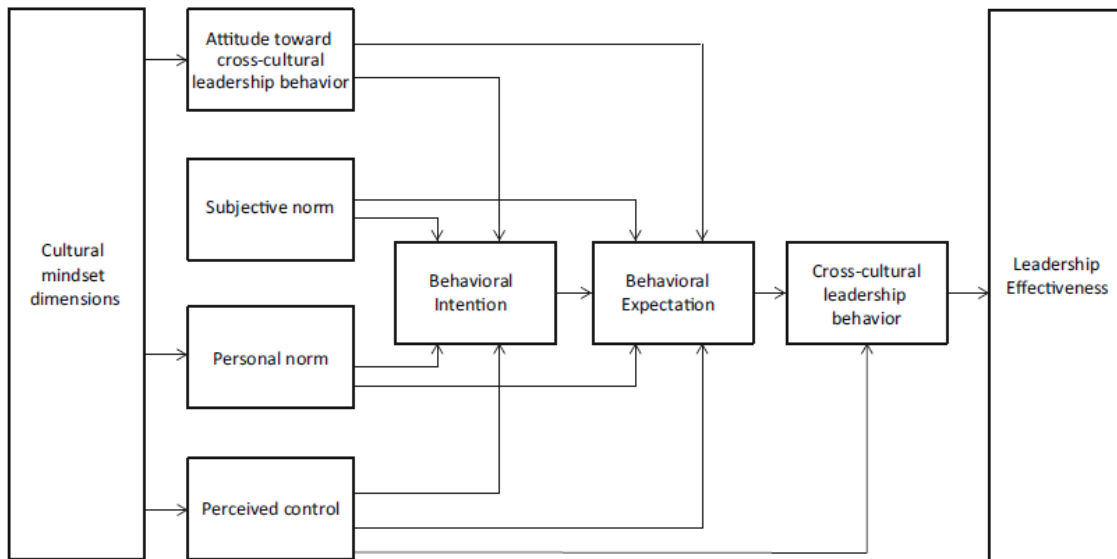 Cultural
mindset
dimensions
Attitude toward
cross-cultural
leadership behavior
Subjective norm
Personal norm
Perceived control
Behavioral
Intention
Behavioral
Expectation
Cross-cultural
leadership
behavior
Leadership
Effectiveness